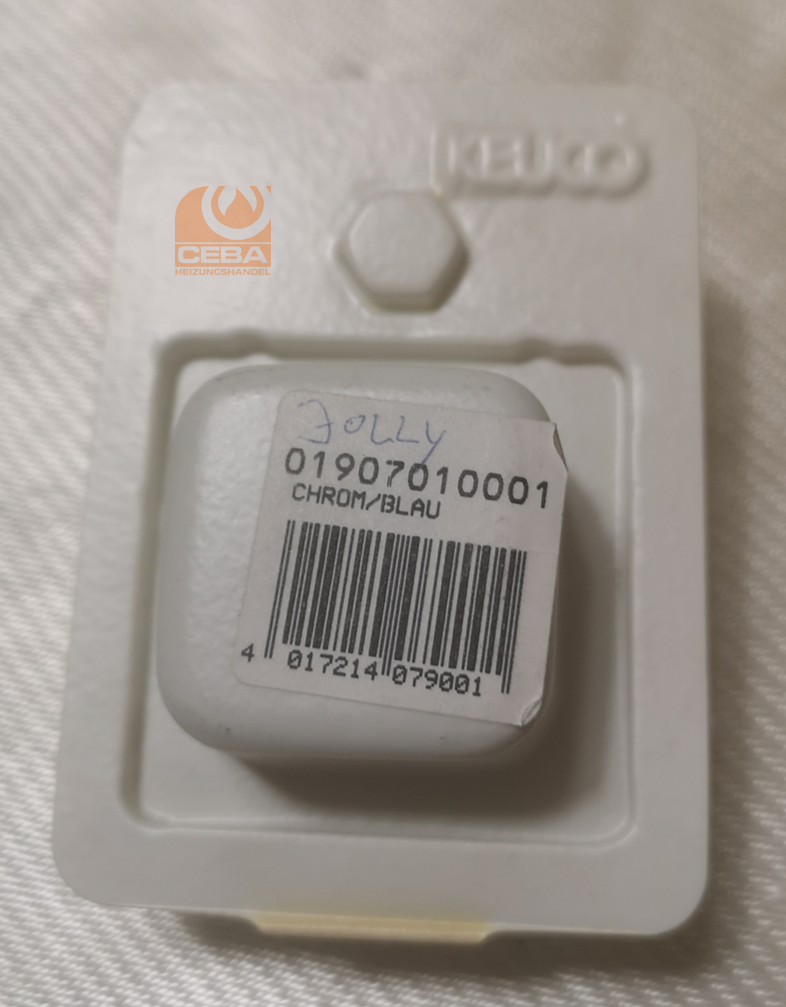 KEUCO
CEBA
HEIZUNGSHANDEL
JOLLY
01907010001
CHROM/BLAU
4 017214 079001